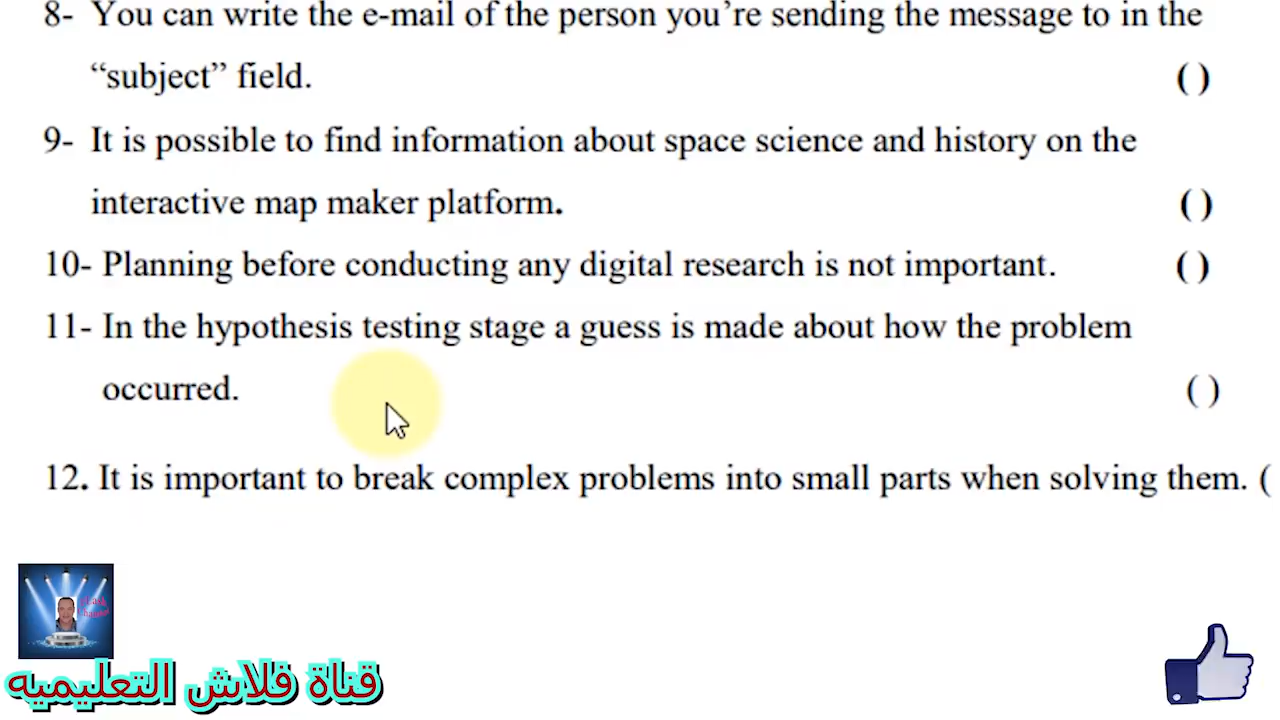 8- You can write the e-mail of the person you’re sending the message to in the
“subject” field. ( )
9- It is possible to find information about space science and history on the
interactive map maker platform. ( )
10- Planning before conducting any digital research is not important. ( )
11- In the hypothesis testing stage a guess is made about how the problem
occurred. ( )
12. It is important to break complex problems into small parts when solving them. (
قناة فلاش التعليميه